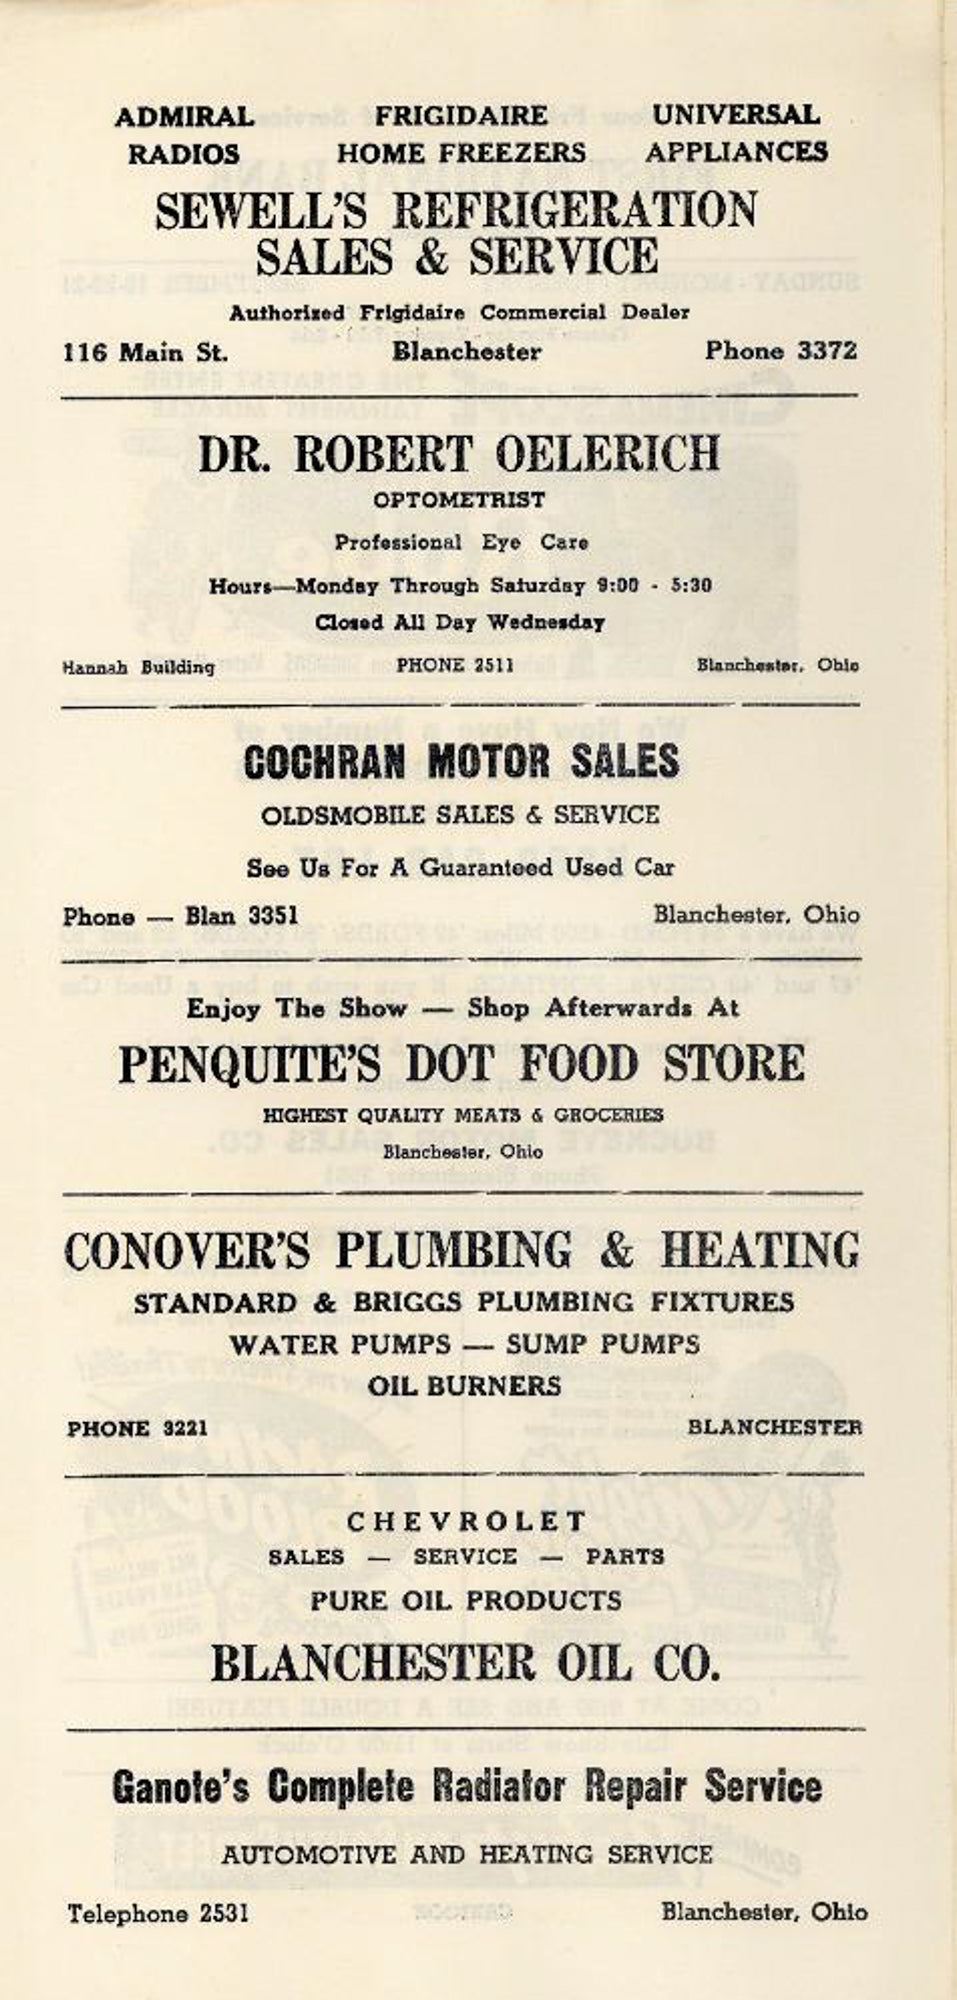 ADMIRAL FRIGIDAIRE UNIVERSAL
RADIOS HOME FREEZERS APPLIANCES
SEWELL'S REFRIGERATION
SALES & SERVICE
Authorized Frigidaire Commercial Dealer
116 Main St. Blanchester Phone 3372
DR. ROBERT OELERICH
OPTOMETRIST
Professional Eye Care
Hours—Monday Through Saturday 9:00 - 5:30
Closed All Day Wednesday
Hannah Building PHONE 2511 Blanchester, Ohio
COCHRAN MOTOR SALES
OLDSMOBILE SALES & SERVICE
See Us For A Guaranteed Used Car
Phone — Blan 3351 Blanchester, Ohio
Enjoy The Show — Shop Afterwards At
PENQUITE'S DOT FOOD STORE
HIGHEST QUALITY MEATS & GROCERIES
Blanchester, Ohio
CONOVER'S PLUMBING & HEATING
STANDARD & BRIGGS PLUMBING FIXTURES
WATER PUMPS — SUMP PUMPS
OIL BURNERS
PHONE 3221 BLANCHESTER
CHEVROLET
SALES — SERVICE — PARTS
PURE OIL PRODUCTS
BLANCHESTER OIL CO.
Ganote's Complete Radiator Repair Service
AUTOMOTIVE AND HEATING SERVICE
Telephone 2531 Blanchester, Ohio